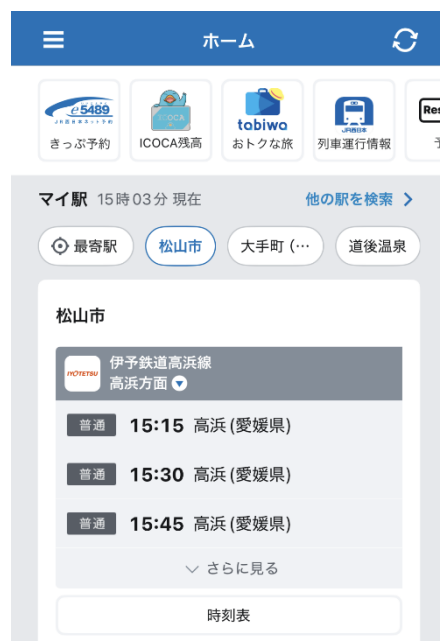 ホーム
e5489
JR西日本ネット予約
きっぷ予約
ICOCA
ICOCA残高
tabiwa
おトクな旅
JR西日本
列車運行情報
Res
予
マイ駅 15時03分 現在
他の駅を検索
最寄駅
松山市
大手町 (…
道後温泉
松山市
IYOTETSU
伊予鉄道高浜線
高浜方面
普通 15:15 高浜 (愛媛県)
普通 15:30 高浜 (愛媛県)
普通 15:45 高浜 (愛媛県)
さらに見る
時刻表